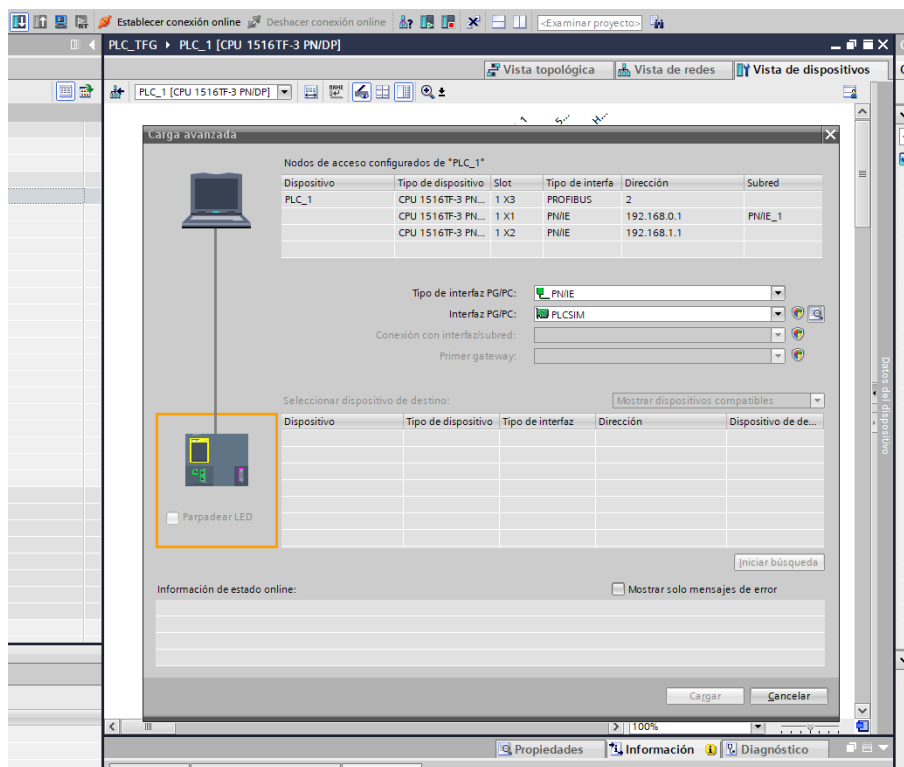 Establecer conexión online Deshacer conexión online <Examinar proyecto>
PLC_TFG PLC_1 [CPU 1516TF-3 PN/DP]
Vista topológica Vista de redes Vista de dispositivos
PLC_1 [CPU 1516TF-3 PN/DP]
Carga avanzada
Nodos de acceso configurados de "PLC_1"
Dispositivo Tipo de dispositivo Slot Tipo de interfa Dirección Subred
PLC_1 CPU 1516TF-3 PN... 1 X3 PROFIBUS 2
CPU 1516TF-3 PN... 1 X1 PN/IE 192.168.0.1 PN/IE_1
CPU 1516TF-3 PN... 1 X2 PN/IE 192.168.1.1
Tipo de interfaz PG/PC: PN/IE
Interfaz PG/PC: PLCSIM
Conexión con interfaz/subred:
Primer gateway:
Seleccionar dispositivo de destino: Mostrar dispositivos compatibles
Dispositivo Tipo de dispositivo Tipo de interfaz Dirección Dispositivo de de...
Parpadear LED
Iniciar búsqueda
Información de estado online: Mostrar solo mensajes de error
Cargar Cancelar
100%
Propiedades Información Diagnóstico
Datos del dispositivo